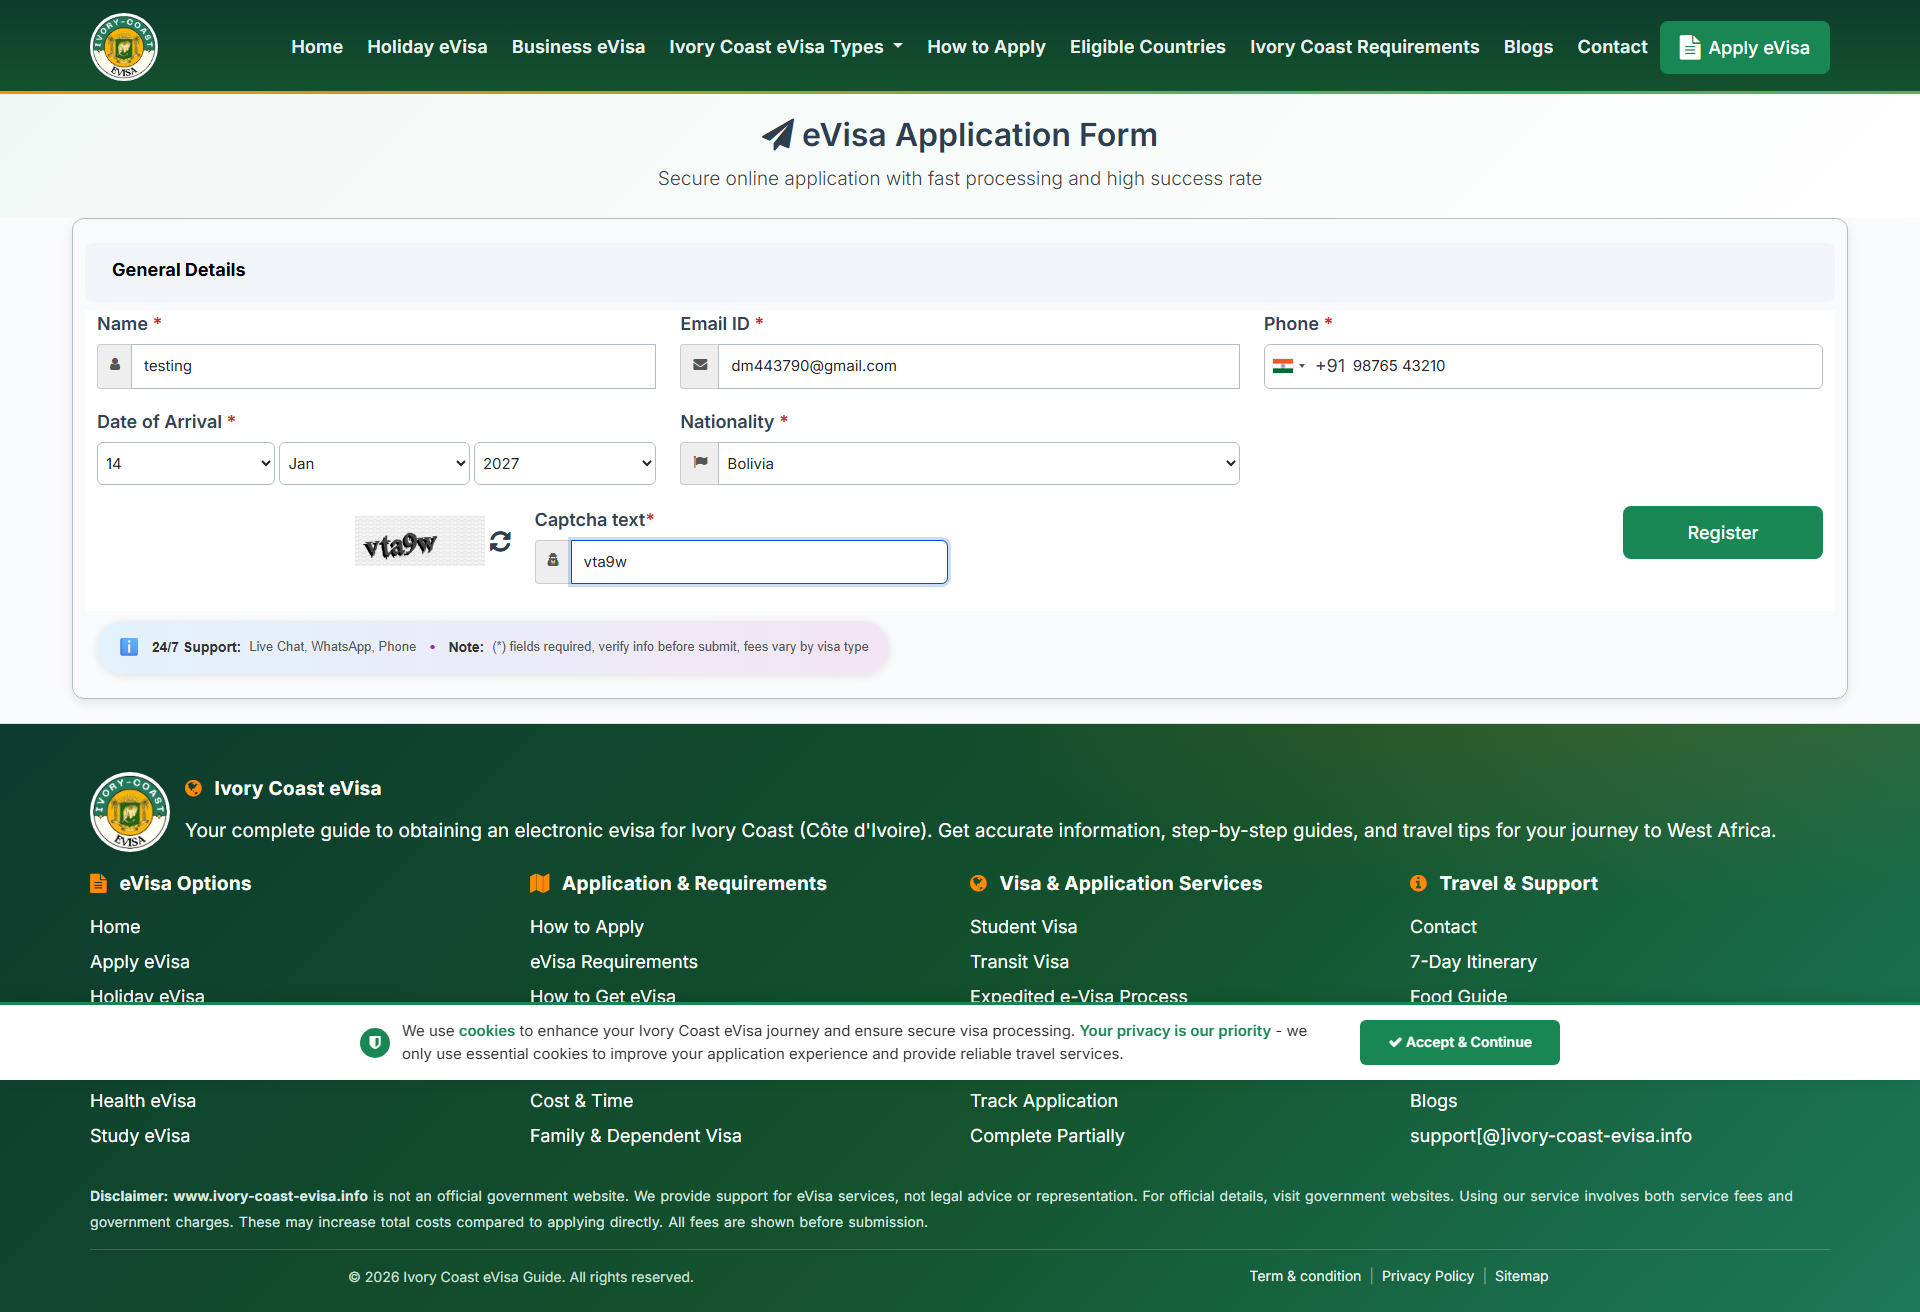 IVORY-COAST
EVISA
Home
Holiday eVisa
Business eVisa
Ivory Coast eVisa Types
How to Apply
Eligible Countries
Ivory Coast Requirements
Blogs
Contact
Apply eVisa
eVisa Application Form
Secure online application with fast processing and high success rate
General Details
Name *
Email ID *
Phone *
testing
dm443790@gmail.com
+91 98765 43210
Date of Arrival *
Nationality *
14
Jan
2027
Bolivia
vta9w
Captcha text*
vta9w
Register
24/7 Support: Live Chat, WhatsApp, Phone • Note: (*) fields required, verify info before submit, fees vary by visa type
IVORY-COAST
EVISA
Ivory Coast eVisa
Your complete guide to obtaining an electronic evisa for Ivory Coast (Côte d'Ivoire). Get accurate information, step-by-step guides, and travel tips for your journey to West Africa.
eVisa Options
Application & Requirements
Visa & Application Services
Travel & Support
Home
How to Apply
Student Visa
Contact
Apply eVisa
eVisa Requirements
Transit Visa
7-Day Itinerary
Holiday eVisa
How to Get eVisa
Expedited e-Visa Process
Food Guide
We use cookies to enhance your Ivory Coast eVisa journey and ensure secure visa processing. Your privacy is our priority - we
only use essential cookies to improve your application experience and provide reliable travel services.
Accept & Continue
Health eVisa
Cost & Time
Track Application
Blogs
Study eVisa
Family & Dependent Visa
Complete Partially
support[@]ivory-coast-evisa.info
Disclaimer: www.ivory-coast-evisa.info is not an official government website. We provide support for eVisa services, not legal advice or representation. For official details, visit government websites. Using our service involves both service fees and
government charges. These may increase total costs compared to applying directly. All fees are shown before submission.
© 2026 Ivory Coast eVisa Guide. All rights reserved.
Term & condition | Privacy Policy | Sitemap